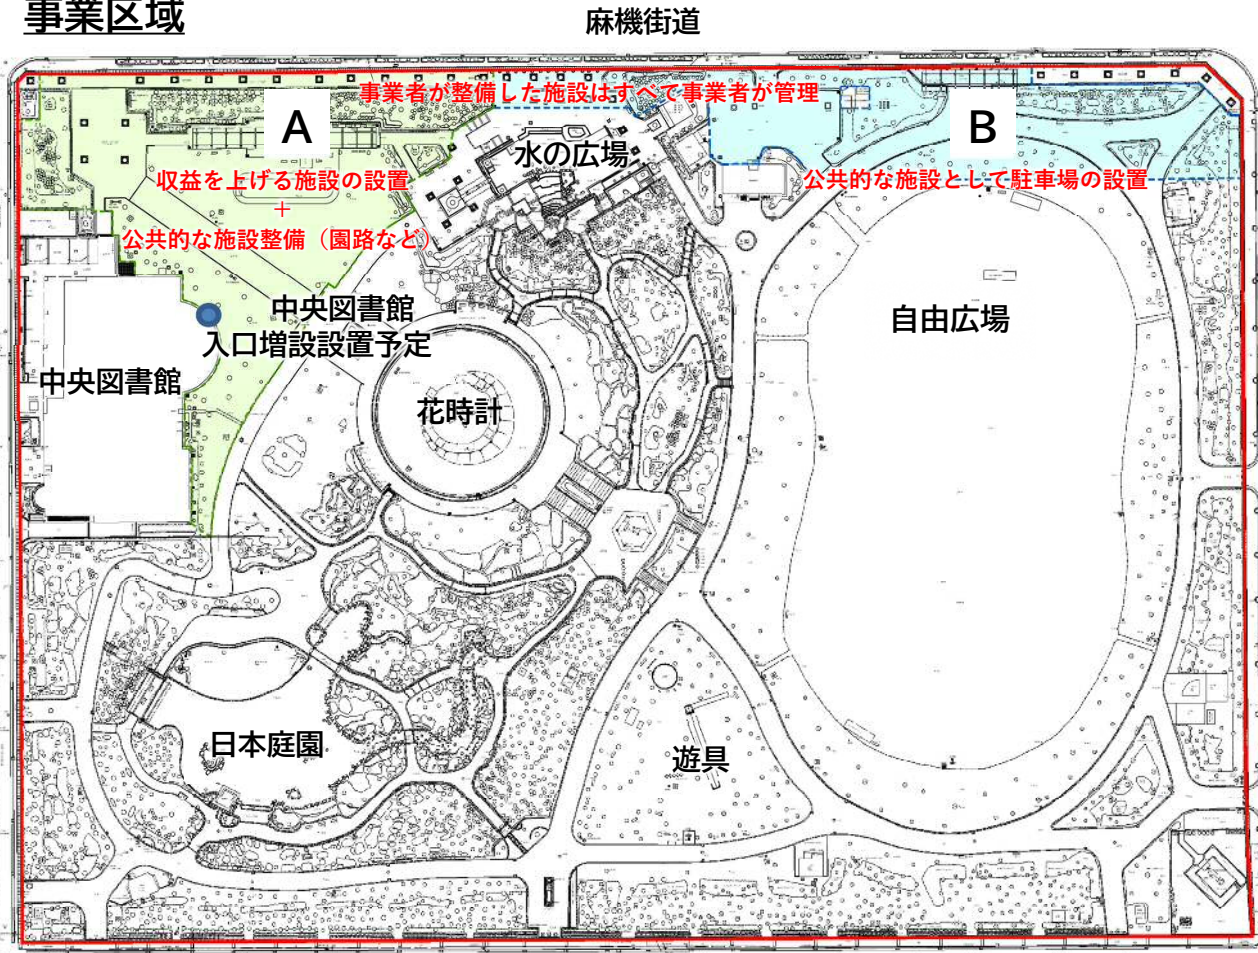 事業区域
麻機街道
事業者が整備した施設はすべて事業者が管理
A
B
水の広場
収益を上げる施設の設置
＋
公共的な施設整備（園路など）
公共的な施設として駐車場の設置
中央図書館
入口増設設置予定
自由広場
中央図書館
花時計
日本庭園
遊具